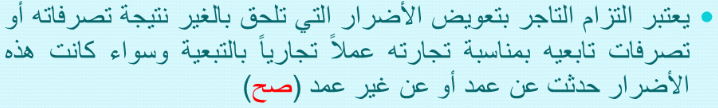 • يعتبر التزام التاجر بتعويض الأضرار التي تلحق بالغير نتيجة تصرفاته أو
تصرفات تابعيه بمناسبة تجارته عملاً تجارياً بالتبعية وسواء كانت هذه
الأضرار حدثت عن عمد أو عن غير عمد (صح)